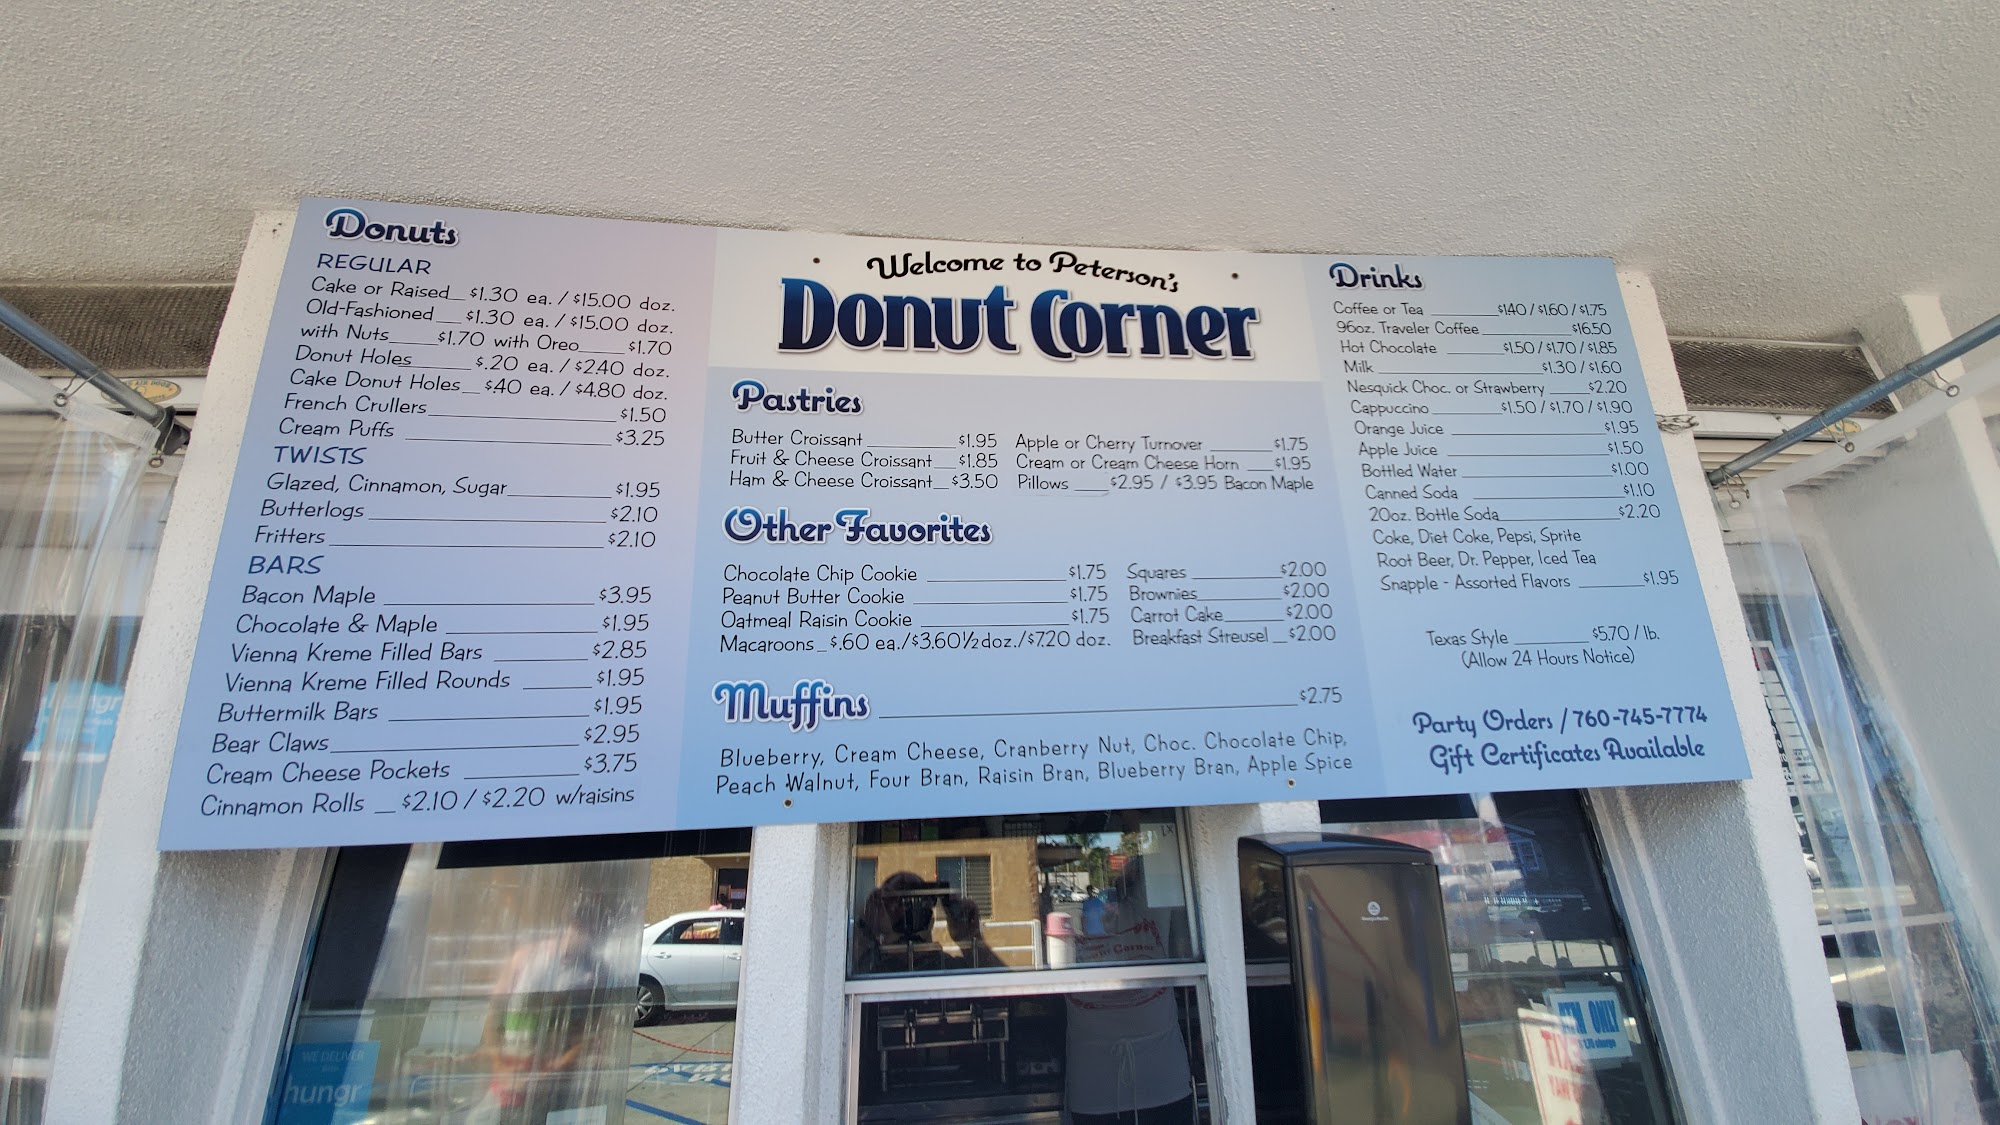 Donuts
REGULAR
Cake or Raised $1.30 ea. / $15.00 doz.
Old-Fashioned $1.30 ea. / $15.00 doz.
with Nuts $1.70 with Oreo $1.70
Donut Holes $.20 ea. / $2.40 doz.
Cake Donut Holes $.40 ea. / $4.80 doz.
French Crullers $1.50
Cream Puffs $3.25
TWISTS
Glazed, Cinnamon, Sugar $1.95
Butterlogs $2.10
Fritters $2.10
BARS
Bacon Maple $3.95
Chocolate & Maple $1.95
Vienna Kreme Filled Bars $2.85
Vienna Kreme Filled Rounds $1.95
Buttermilk Bars $1.95
Bear Claws $2.95
Cream Cheese Pockets $3.75
Cinnamon Rolls $2.10 / $2.20 w/raisins
Welcome to Peterson's
Donut Corner
Pastries
Butter Croissant $1.95
Fruit & Cheese Croissant $1.85
Ham & Cheese Croissant $3.50
Apple or Cherry Turnover $1.75
Cream or Cream Cheese Horn $1.95
Pillows $2.95 / $3.95 Bacon Maple
Other Favorites
Chocolate Chip Cookie $1.75
Peanut Butter Cookie $1.75
Oatmeal Raisin Cookie $1.75
Macaroons $.60 ea./$3.60 1/2 doz./$7.20 doz.
Squares $2.00
Brownies $2.00
Carrot Cake $2.00
Breakfast Streusel $2.00
Muffins $2.75
Blueberry, Cream Cheese, Cranberry Nut, Choc. Chocolate Chip,
Peach Walnut, Four Bran, Raisin Bran, Blueberry Bran, Apple Spice
Drinks
Coffee or Tea $1.40 / $1.60 / $1.75
96oz. Traveler Coffee $16.50
Hot Chocolate $1.50 / $1.70 / $1.85
Milk $1.30 / $1.60
Nesquick Choc. or Strawberry $2.20
Cappuccino $1.50 / $1.70 / $1.90
Orange Juice $1.95
Apple Juice $1.50
Bottled Water $1.00
Canned Soda $1.10
20oz. Bottle Soda $2.20
Coke, Diet Coke, Pepsi, Sprite
Root Beer, Dr. Pepper, Iced Tea
Snapple - Assorted Flavors $1.95
Texas Style $5.70 / lb.
(Allow 24 Hours Notice)
Party Orders / 760-745-7774
Gift Certificates Available
WE DELIVER
hungr
ONLY